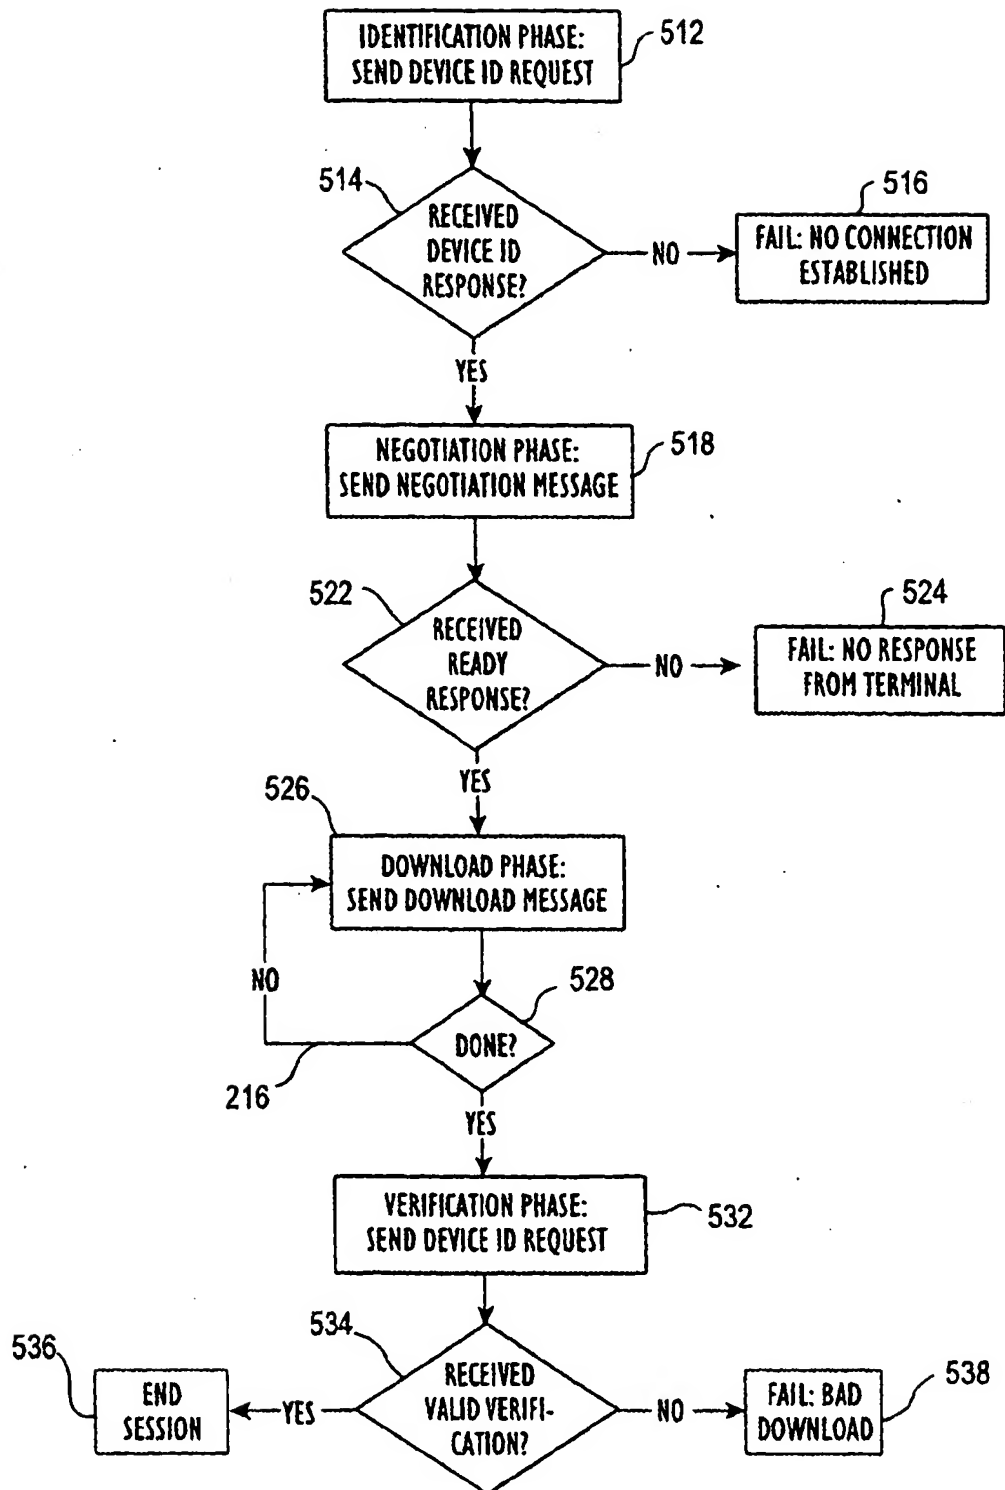 IDENTIFICATION PHASE:
SEND DEVICE ID REQUEST
512
514
RECEIVED
DEVICE ID
RESPONSE?
NO
516
FAIL: NO CONNECTION
ESTABLISHED
YES
NEGOTIATION PHASE:
SEND NEGOTIATION MESSAGE
518
522
RECEIVED
READY
RESPONSE?
NO
524
FAIL: NO RESPONSE
FROM TERMINAL
YES
526
DOWNLOAD PHASE:
SEND DOWNLOAD MESSAGE
NO
528
DONE?
216
YES
VERIFICATION PHASE:
SEND DEVICE ID REQUEST
532
534
RECEIVED
VALID VERIFI-
CATION?
536
END
SESSION
YES
NO
FAIL: BAD
DOWNLOAD
538